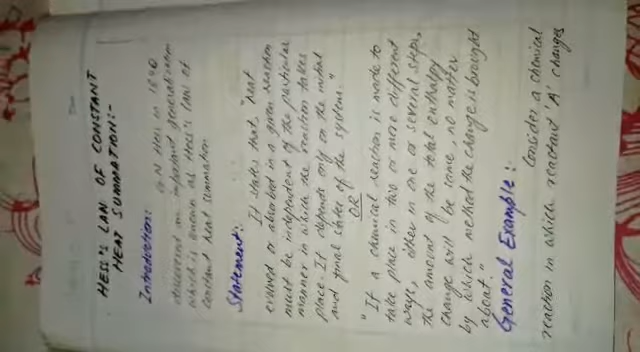 HESS'S LAW OF CONSTANT
HEAT SUMMATION:-
Introduction:
G.N Hess in 1840
discovered an important generalization
which is known as Hess's law of
constant heat summation
Statement:
It states that, "heat
evolved or absorbed in a given reaction
must be independent of the particular
manner in which the reaction takes
place. It depends only on the initial
and final states of the system."
OR
"If a chemical reaction is made to
take place in two or more different
ways, either in one or several steps,
the amount of the total enthalpy
change will be same, no matter
by which method the change is brought
about."
General Example:
Consider a chemical
reaction in which reactant 'A' changes